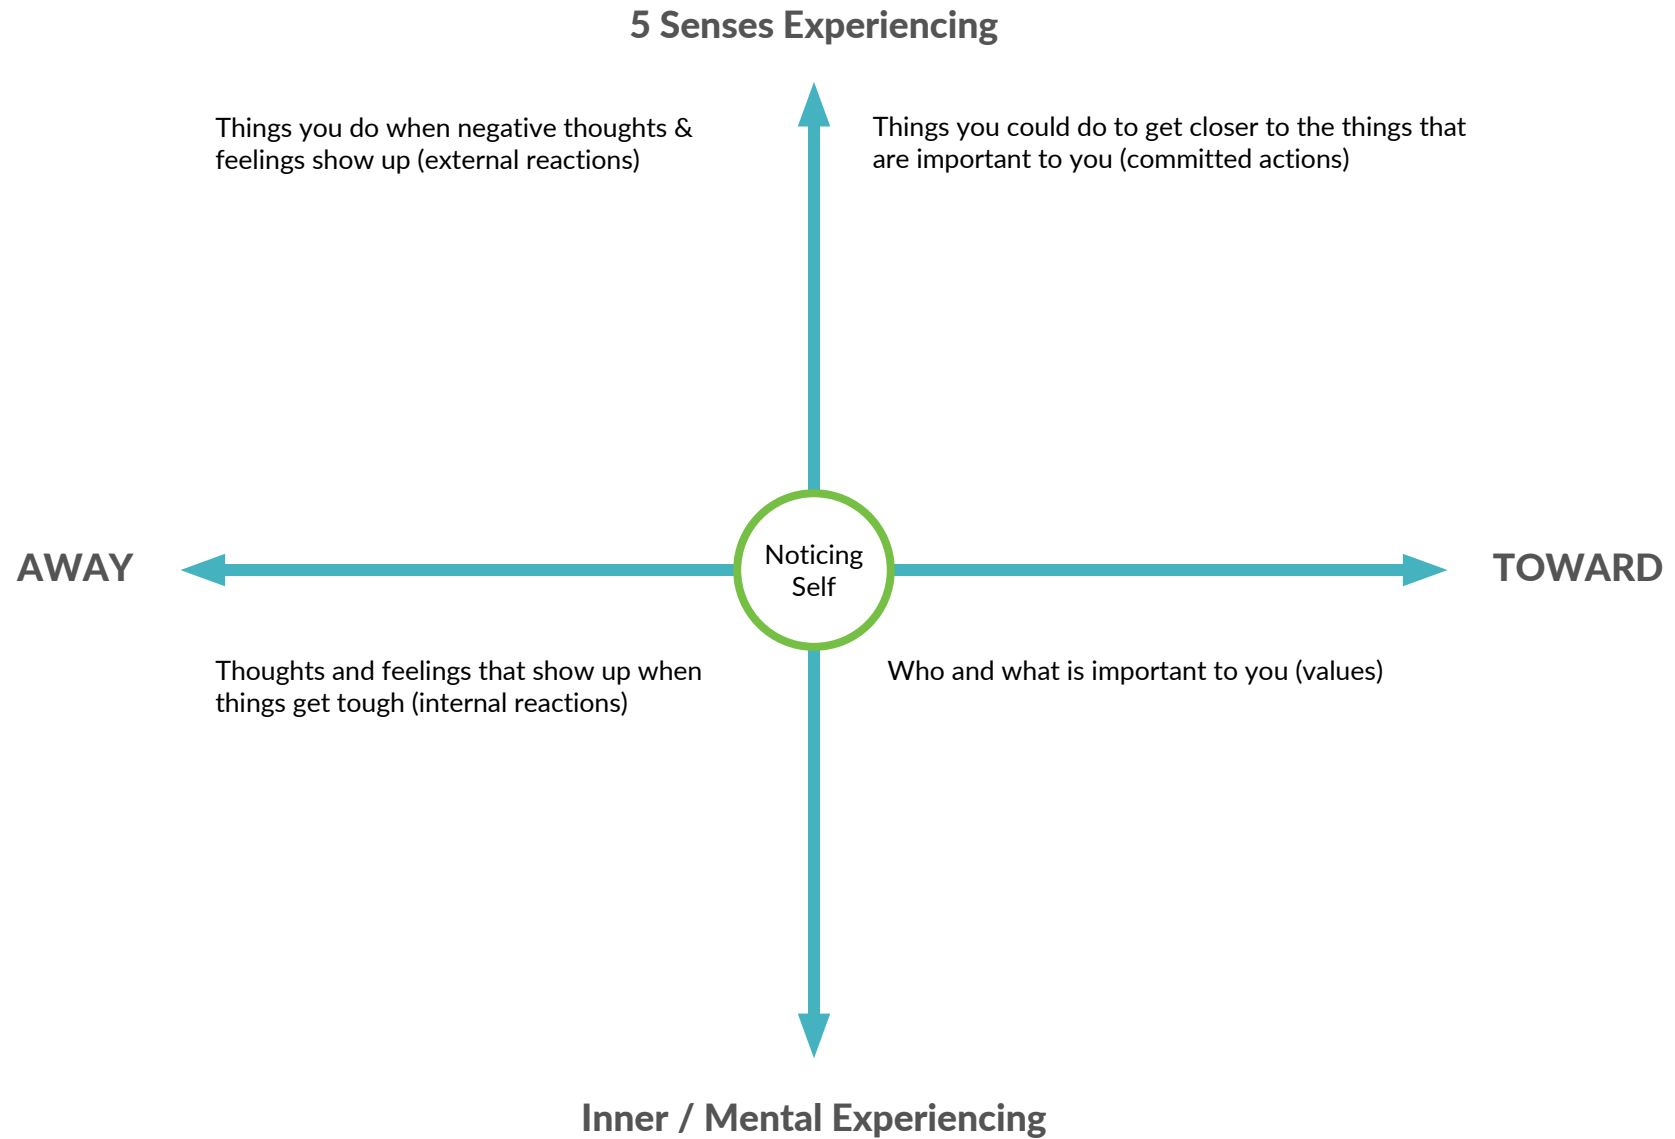 5 Senses Experiencing
Things you do when negative thoughts &
feelings show up (external reactions)
Things you could do to get closer to the things that
are important to you (committed actions)
AWAY
Noticing
Self
TOWARD
Thoughts and feelings that show up when
things get tough (internal reactions)
Who and what is important to you (values)
Inner / Mental Experiencing